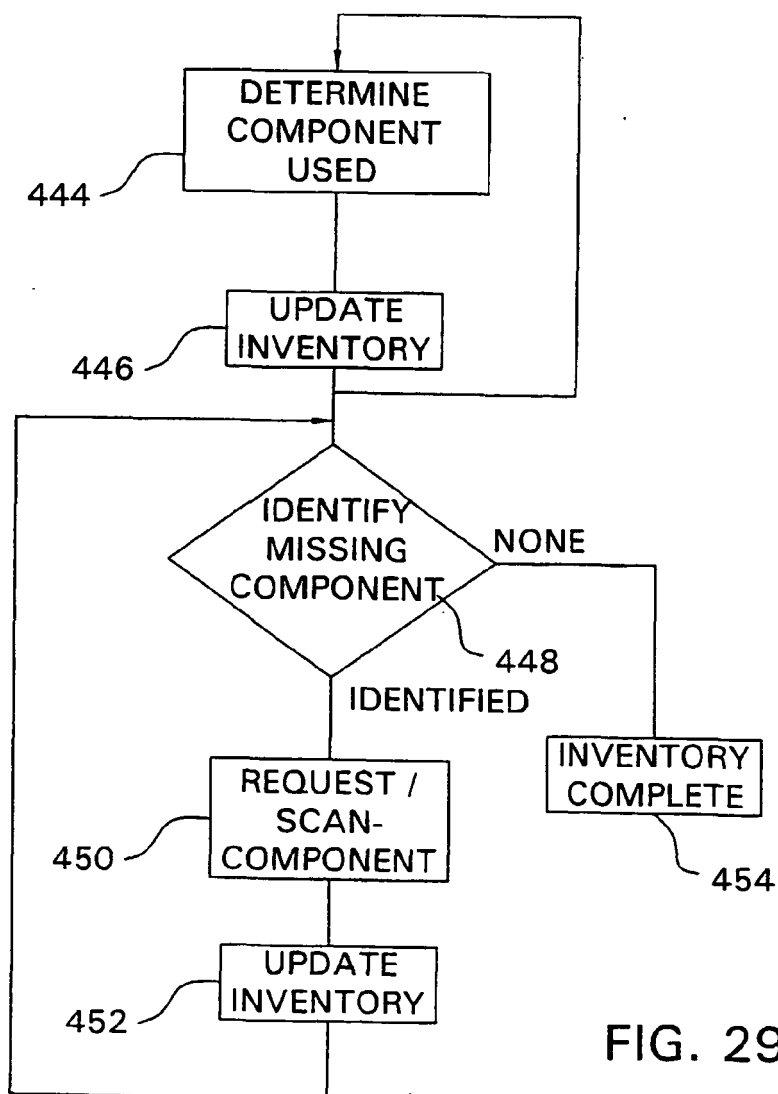 DETERMINE
COMPONENT
USED
444
UPDATE
INVENTORY
446
IDENTIFY
MISSING
COMPONENT
NONE
448
IDENTIFIED
REQUEST /
SCAN-
COMPONENT
450
INVENTORY
COMPLETE
454
UPDATE
INVENTORY
452
FIG. 29